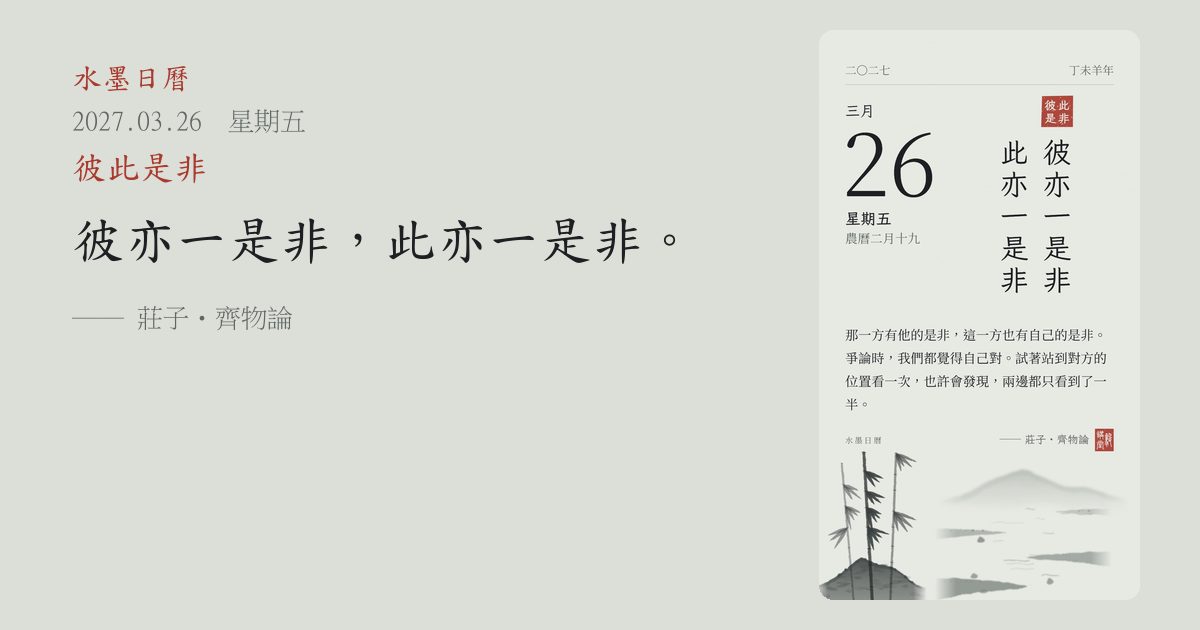 水墨日曆
2027.03.26 星期五
彼此是非
彼亦一是非，此亦一是非。
—— 莊子・齊物論
二〇二七
丁未羊年
三月
26
星期五
農曆二月十九
彼此是非
彼亦一是非
此亦一是非
那一方有他的是非，這一方也有自己的是非。
爭論時，我們都覺得自己對。試著站到對方的
位置看一次，也許會發現，兩邊都只看到了一
半。
水墨日曆
—— 莊子・齊物論